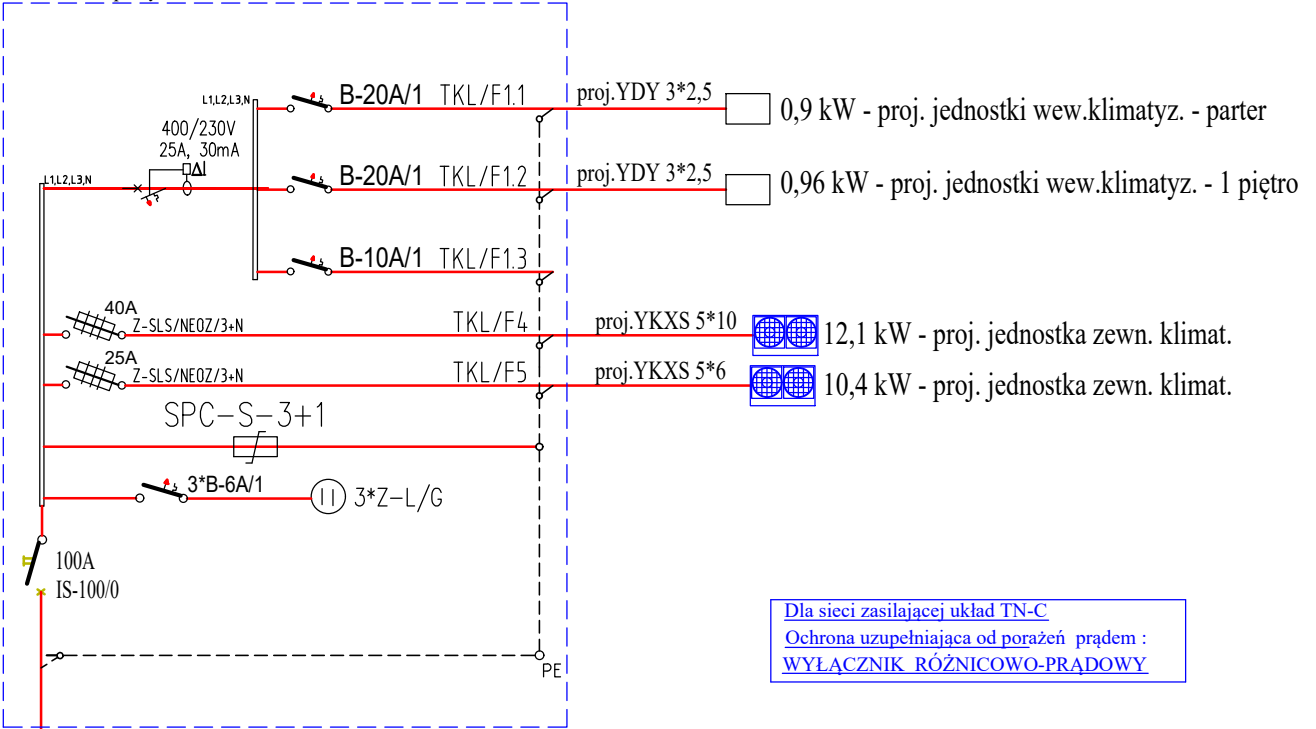 L1,L2,L3,N
B-20A/1 TKL/F1.1
proj.YDY 3*2,5
0,9 kW - proj. jednostki wew.klimatyz. - parter
400/230V
25A, 30mA
ΔI
L1,L2,L3,N
B-20A/1 TKL/F1.2
proj.YDY 3*2,5
0,96 kW - proj. jednostki wew.klimatyz. - 1 piętro
B-10A/1 TKL/F1.3
40A
Z-SLS/NEOZ/3+N
TKL/F4
proj.YKXS 5*10
12,1 kW - proj. jednostka zewn. klimat.
25A
Z-SLS/NEOZ/3+N
TKL/F5
proj.YKXS 5*6
10,4 kW - proj. jednostka zewn. klimat.
SPC-S-3+1
3*B-6A/1
3*Z-L/G
100A
IS-100/0
PE
Dla sieci zasilającej układ TN-C
Ochrona uzupełniająca od porażeń prądem :
WYŁĄCZNIK RÓŻNICOWO-PRĄDOWY